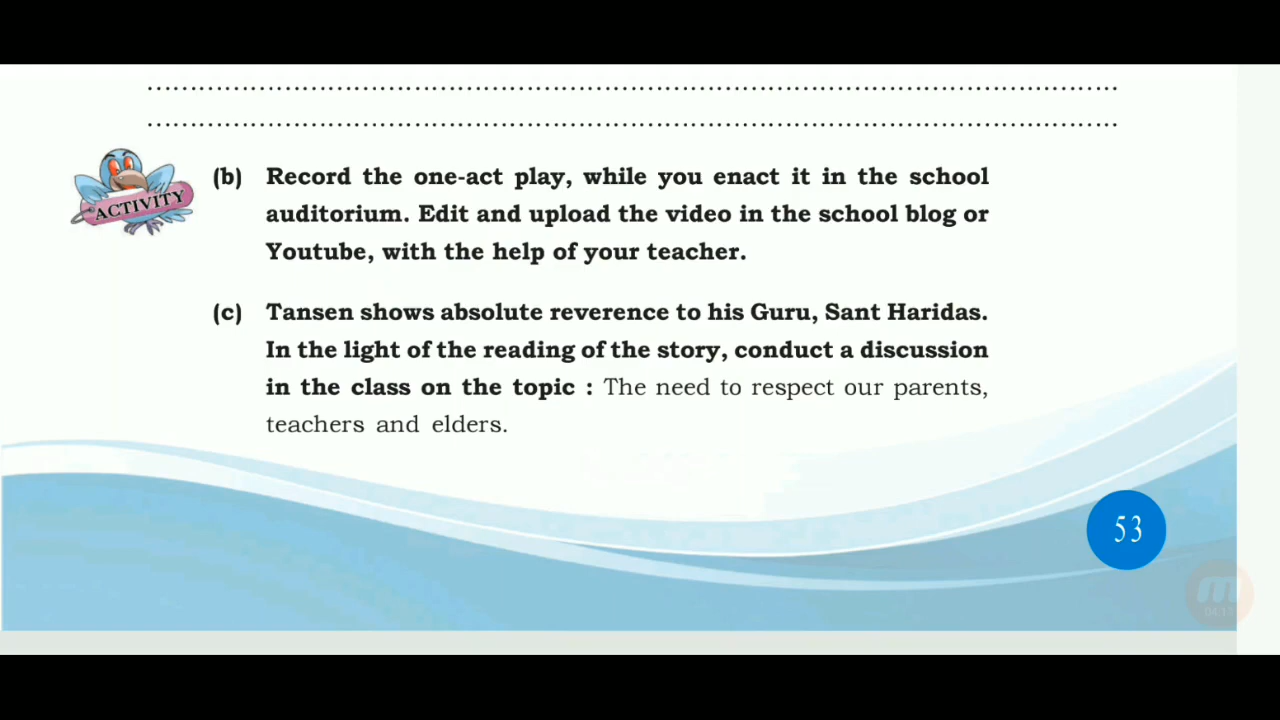 ACTIVITY
(b) Record the one-act play, while you enact it in the school
auditorium. Edit and upload the video in the school blog or
Youtube, with the help of your teacher.
(c) Tansen shows absolute reverence to his Guru, Sant Haridas.
In the light of the reading of the story, conduct a discussion
in the class on the topic : The need to respect our parents,
teachers and elders.
53